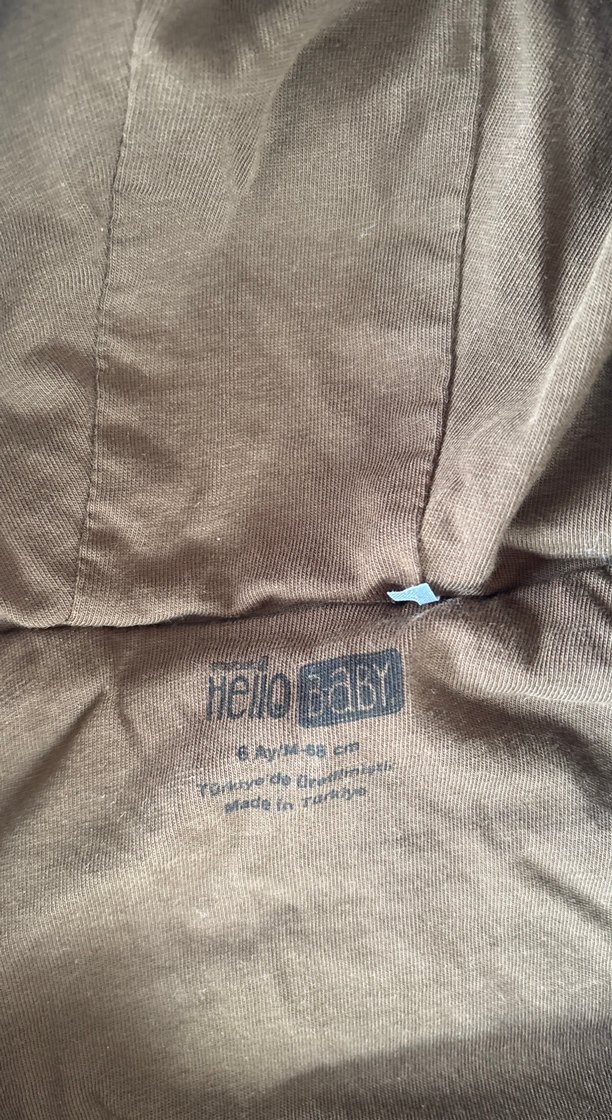 Hello BABY
6 Ay/M-68 cm
Türkiye'de Üretilmiştir.
Made in Türkiye